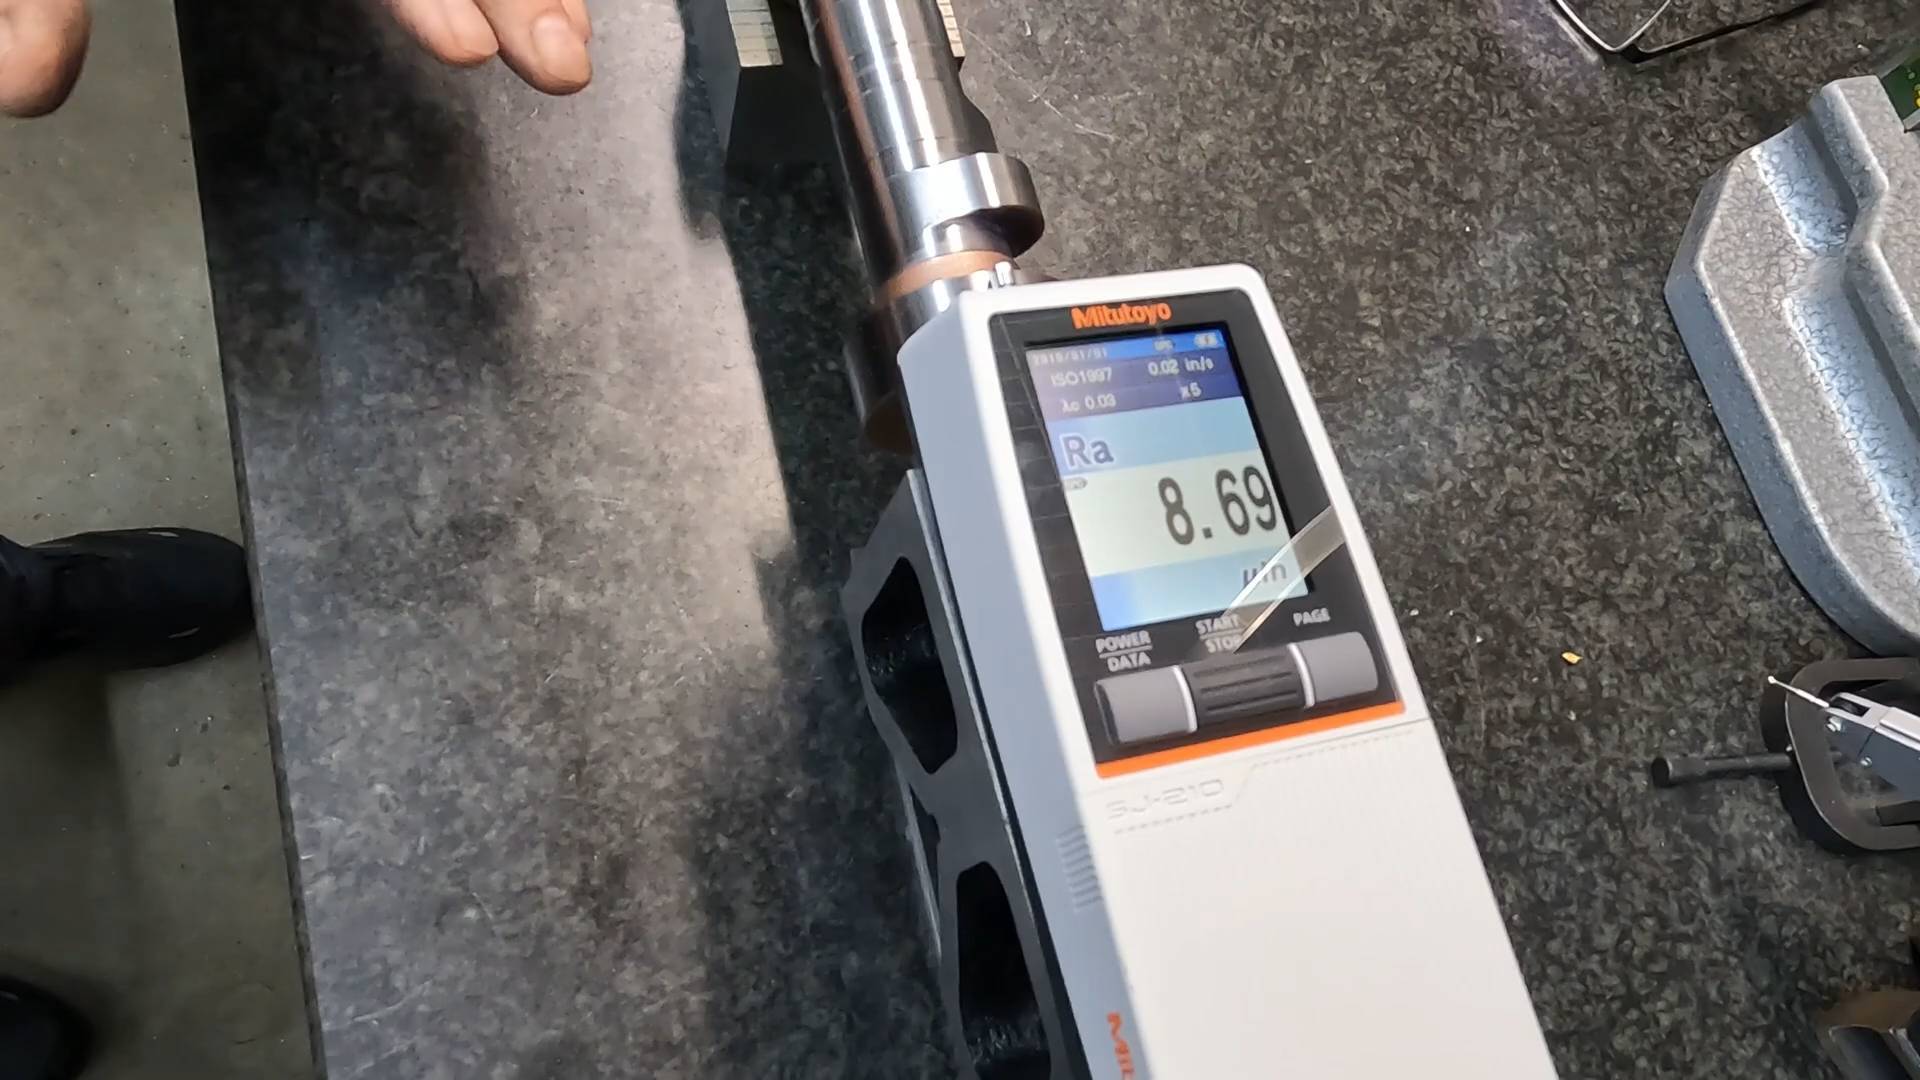 Mitutoyo
2019/01/01 SPC
ISO1997 0.02 in/s
λc 0.03 x5
Ra
8.69
µin
POWER
DATA
START
STOP
PAGE
SJ-210